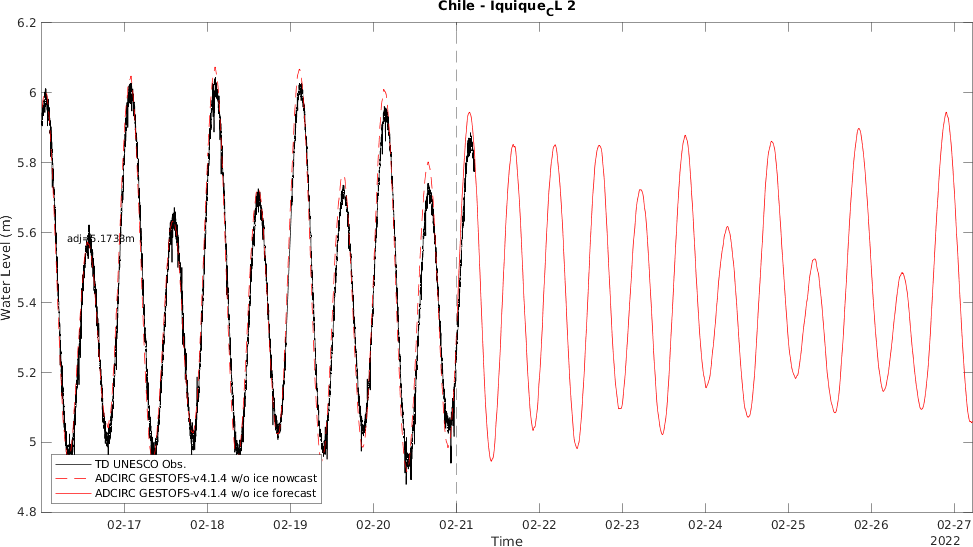 Chile - Iquique_CL 2
6.2
6
5.8
5.6
5.4
5.2
5
4.8
Water Level (m)
adj=5.1733m
TD UNESCO Obs.
ADCIRC GESTOFS-v4.1.4 w/o ice nowcast
ADCIRC GESTOFS-v4.1.4 w/o ice forecast
02-17 02-18 02-19 02-20 02-21 02-22 02-23 02-24 02-25 02-26 02-27
Time
2022